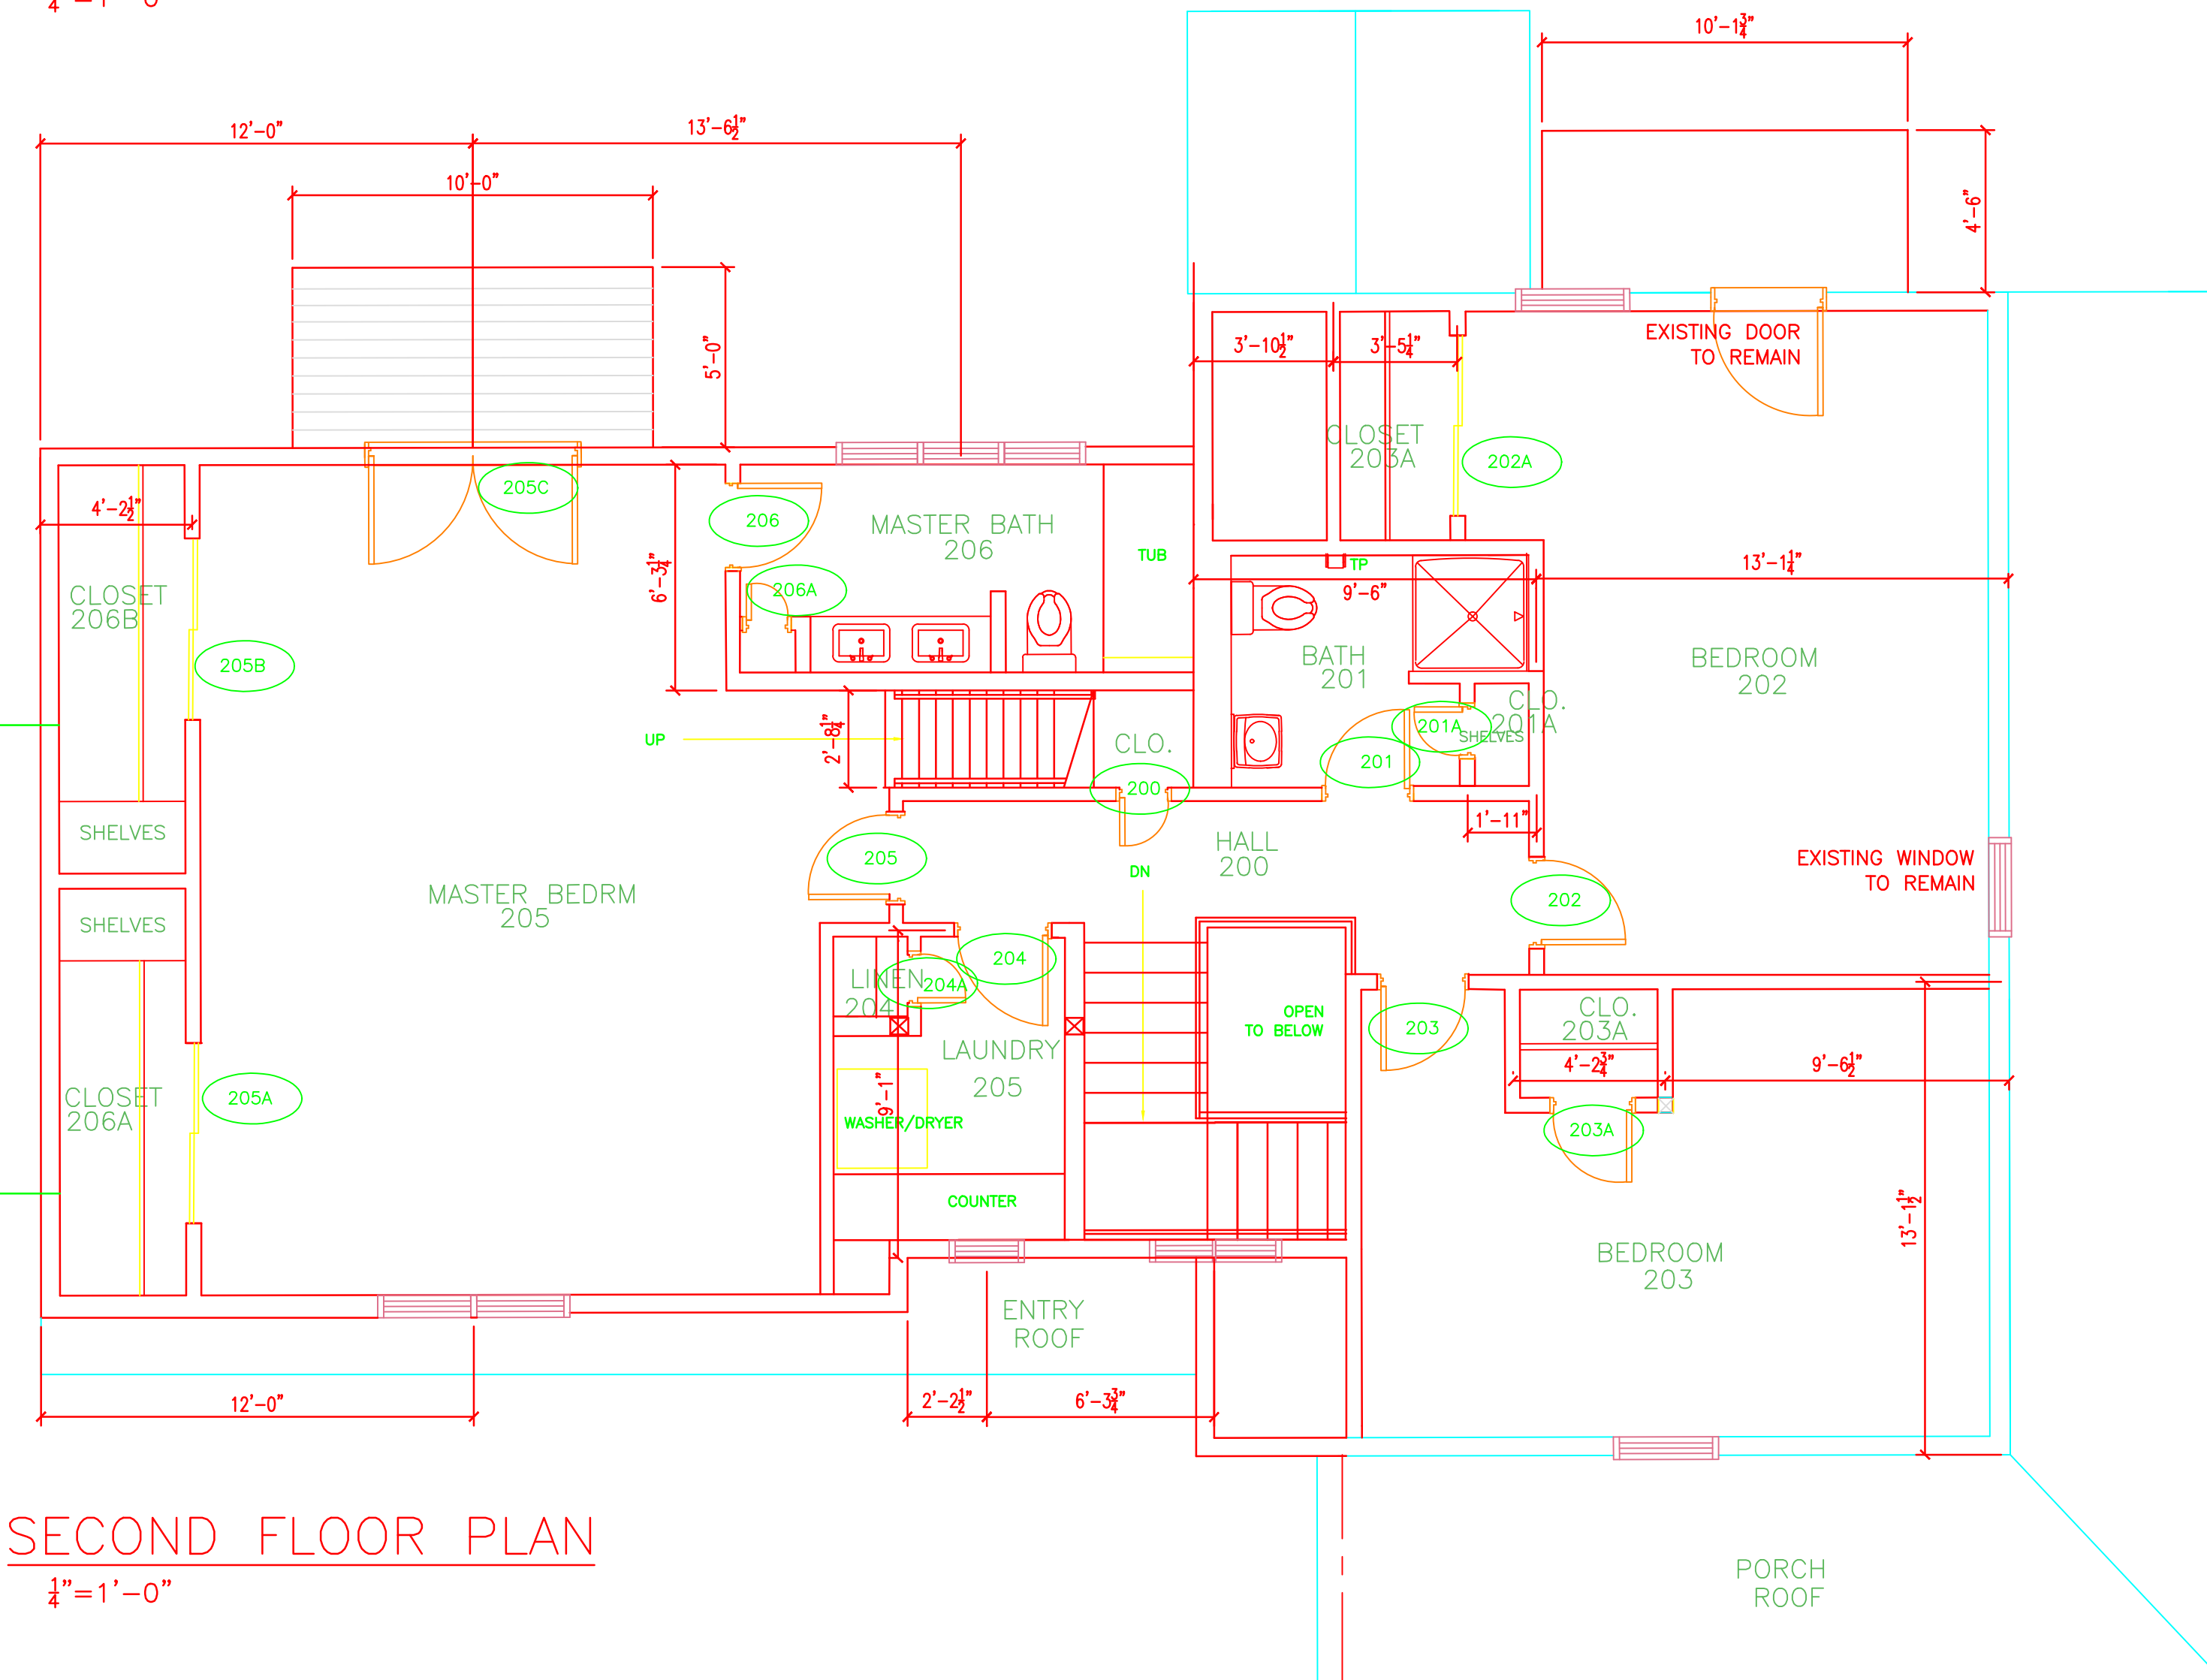 10'-1¾"
12'-0"
13'-6½"
10'-0"
4'-6"
5'-0"
EXISTING DOOR
TO REMAIN
3'-10½"
3'-5¼"
CLOSET
203A
202A
205C
4'-2½"
206
MASTER BATH
206
TUB
TP
13'-1¼"
6'-3¼"
206A
9'-6"
CLOSET
206B
205B
BATH
201
BEDROOM
202
CLO.
201A
SHELVES
201A
2'-8¼"
UP
CLO.
201
200
SHELVES
1'-11"
HALL
200
205
DN
EXISTING WINDOW
TO REMAIN
MASTER BEDRM
205
202
SHELVES
204
LINEN
204
204A
OPEN
TO BELOW
203
CLO.
203A
LAUNDRY
205
4'-2¾"
9'-6½"
CLOSET
206A
205A
9'-1"
WASHER/DRYER
203A
COUNTER
13'-1½"
BEDROOM
203
ENTRY
ROOF
12'-0"
2'-2½"
6'-3¾"
SECOND FLOOR PLAN
¼"=1'-0"
PORCH
ROOF